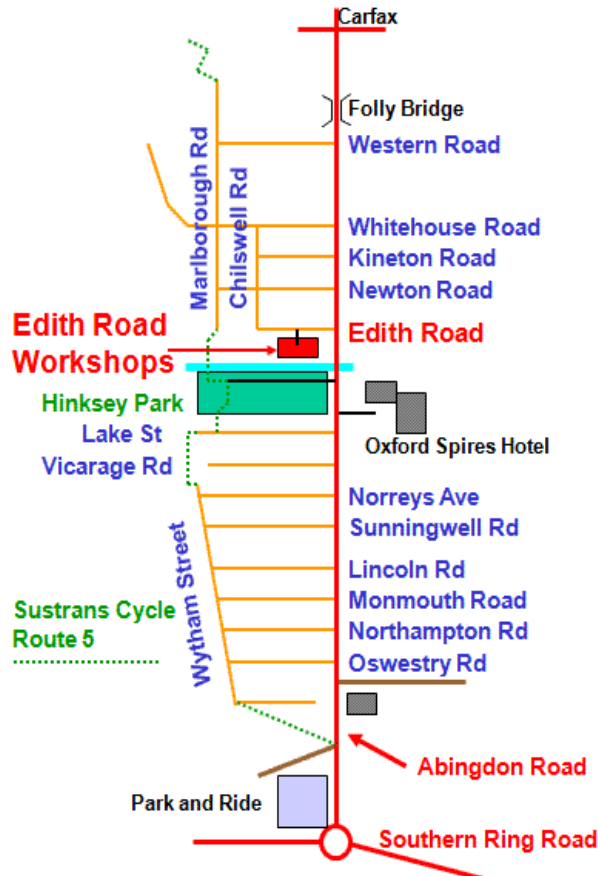 Carfax
Folly Bridge
Western Road
Marlborough Rd
Chilswell Rd
Whitehouse Road
Kineton Road
Newton Road
Edith Road
Workshops
Edith Road
Hinksey Park
Lake St
Oxford Spires Hotel
Vicarage Rd
Norreys Ave
Sunningwell Rd
Wytham Street
Lincoln Rd
Sustrans Cycle
Route 5
Monmouth Road
Northampton Rd
Oswestry Rd
Abingdon Road
Park and Ride
Southern Ring Road